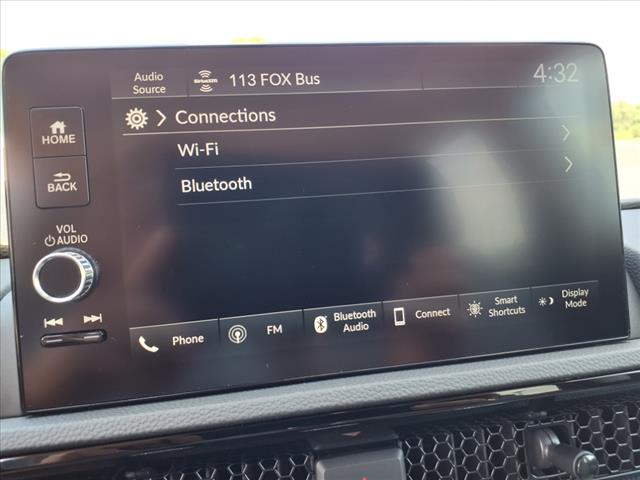 Audio Source
SiriusXM
113 FOX Bus
4:32
HOME
Connections
Wi-Fi
BACK
Bluetooth
VOL
AUDIO
Phone
FM
Bluetooth Audio
Connect
Smart Shortcuts
Display Mode